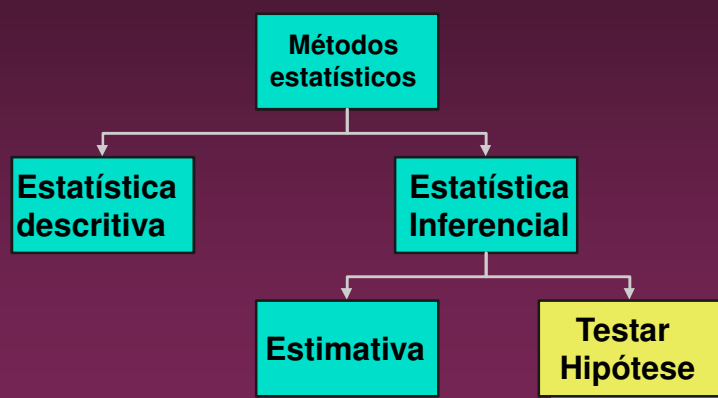 Métodos
estatísticos
Estatística
descritiva
Estatística
Inferencial
Estimativa
Testar
Hipótese